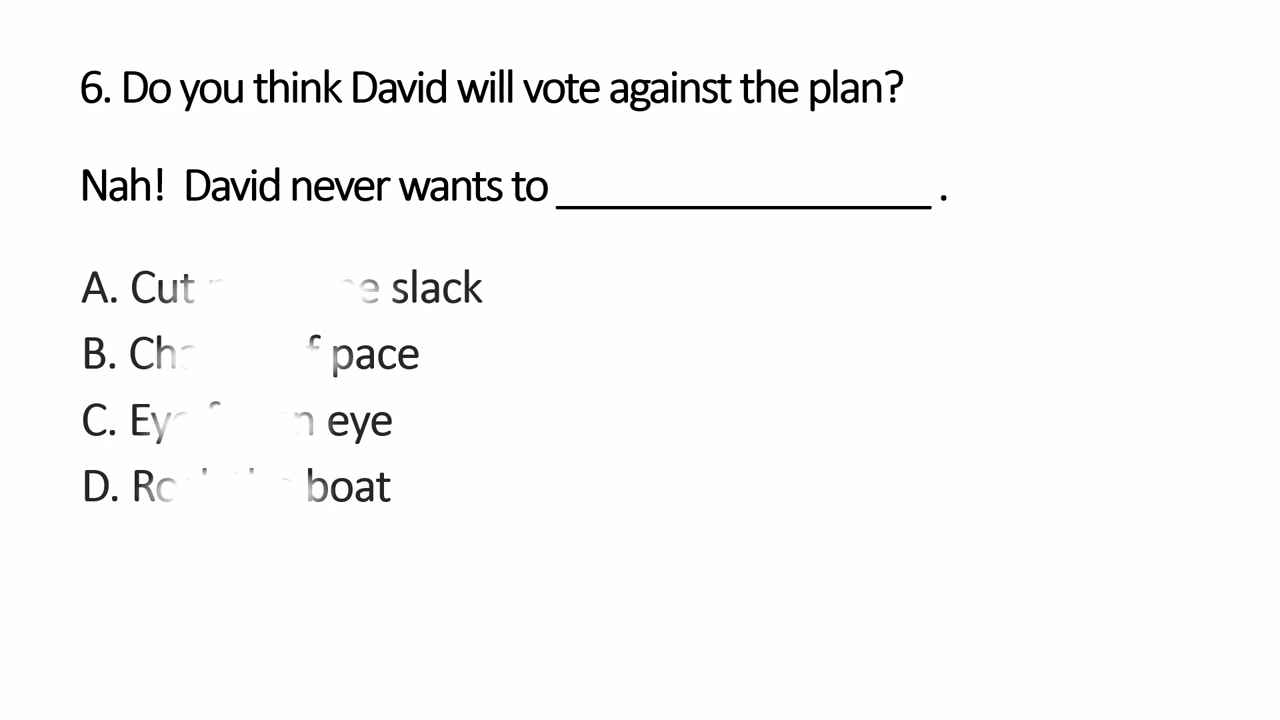 6. Do you think David will vote against the plan?
Nah! David never wants to __________________ .
A. Cut slack
B. pace
C. eye
D. boat